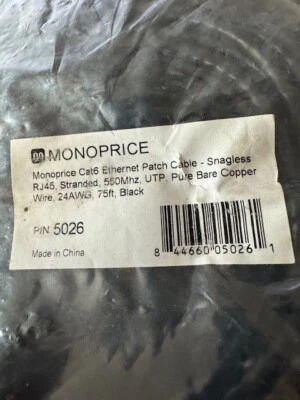 MONOPRICE
Monoprice Cat6 Ethernet Patch Cable - Snagless
RJ45, Stranded, 550Mhz, UTP, Pure Bare Copper
Wire, 24AWG, 75ft, Black
P/N: 5026
Made in China
8 44660 05026 1